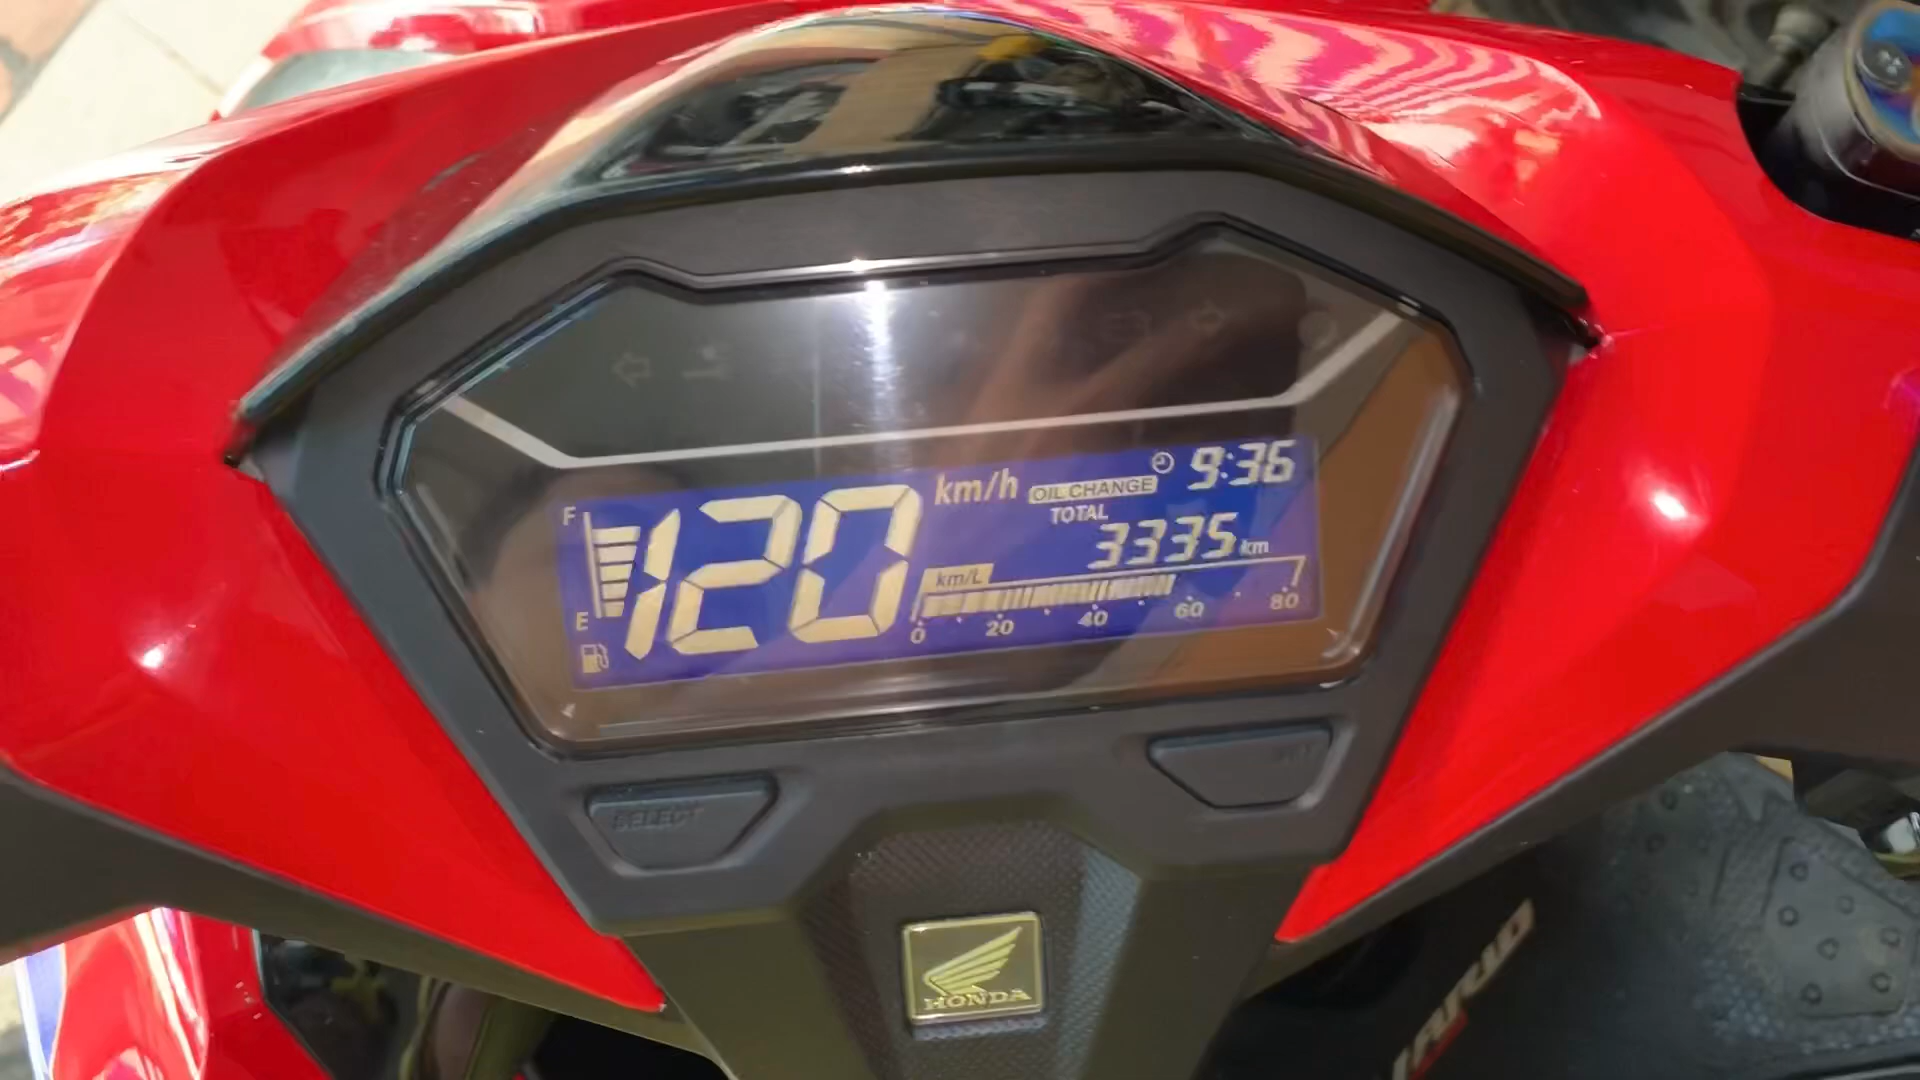 9:36
km/h
OIL CHANGE
F
120
TOTAL
3335 km
km/L
E
0 20 40 60 80
SELECT
HONDA